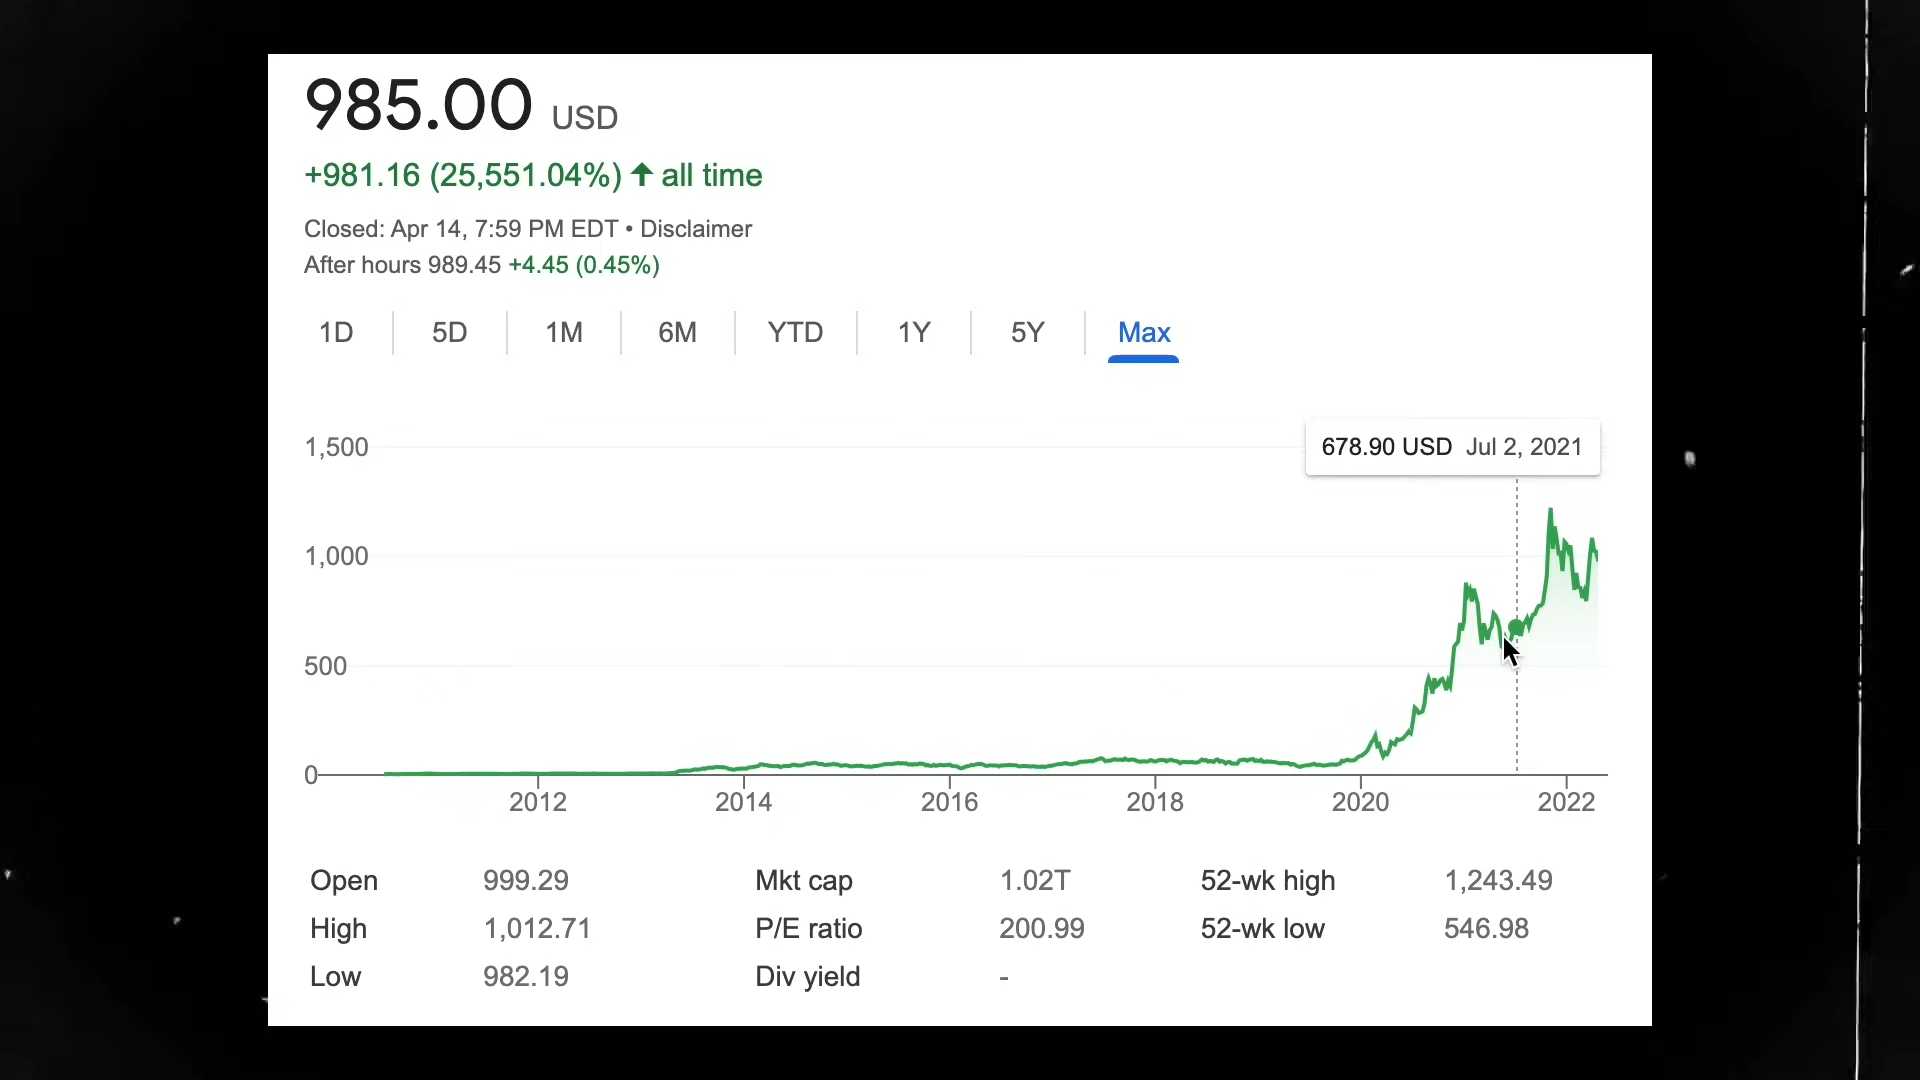 985.00 USD
+981.16 (25,551.04%) ↑ all time
Closed: Apr 14, 7:59 PM EDT • Disclaimer
After hours 989.45 +4.45 (0.45%)
1D 5D 1M 6M YTD 1Y 5Y Max
678.90 USD Jul 2, 2021
1,500
1,000
500
0
2012 2014 2016 2018 2020 2022
Open 999.29 Mkt cap 1.02T 52-wk high 1,243.49
High 1,012.71 P/E ratio 200.99 52-wk low 546.98
Low 982.19 Div yield -